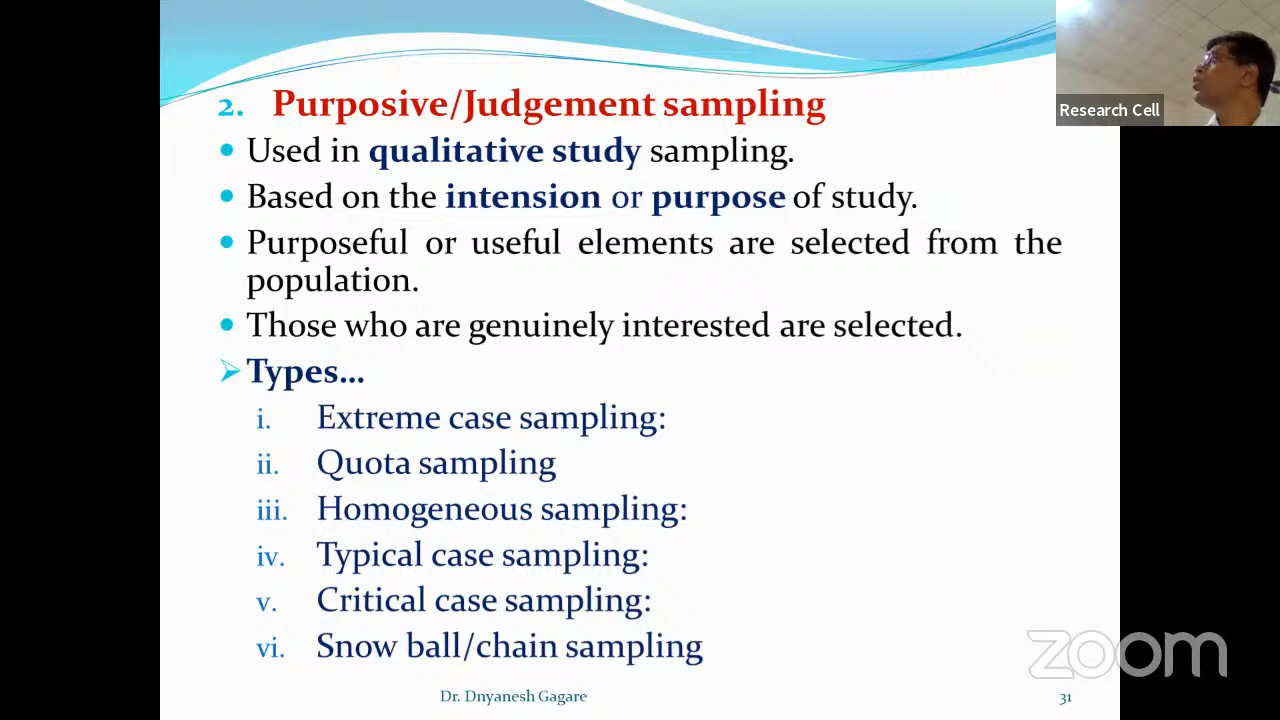 2. Purposive/Judgement sampling
Research Cell
• Used in qualitative study sampling.
• Based on the intension or purpose of study.
• Purposeful or useful elements are selected from the
population.
• Those who are genuinely interested are selected.
➢ Types...
i. Extreme case sampling:
ii. Quota sampling
iii. Homogeneous sampling:
iv. Typical case sampling:
v. Critical case sampling:
vi. Snow ball/chain sampling
zoom
Dr. Dnyanesh Gagare
31